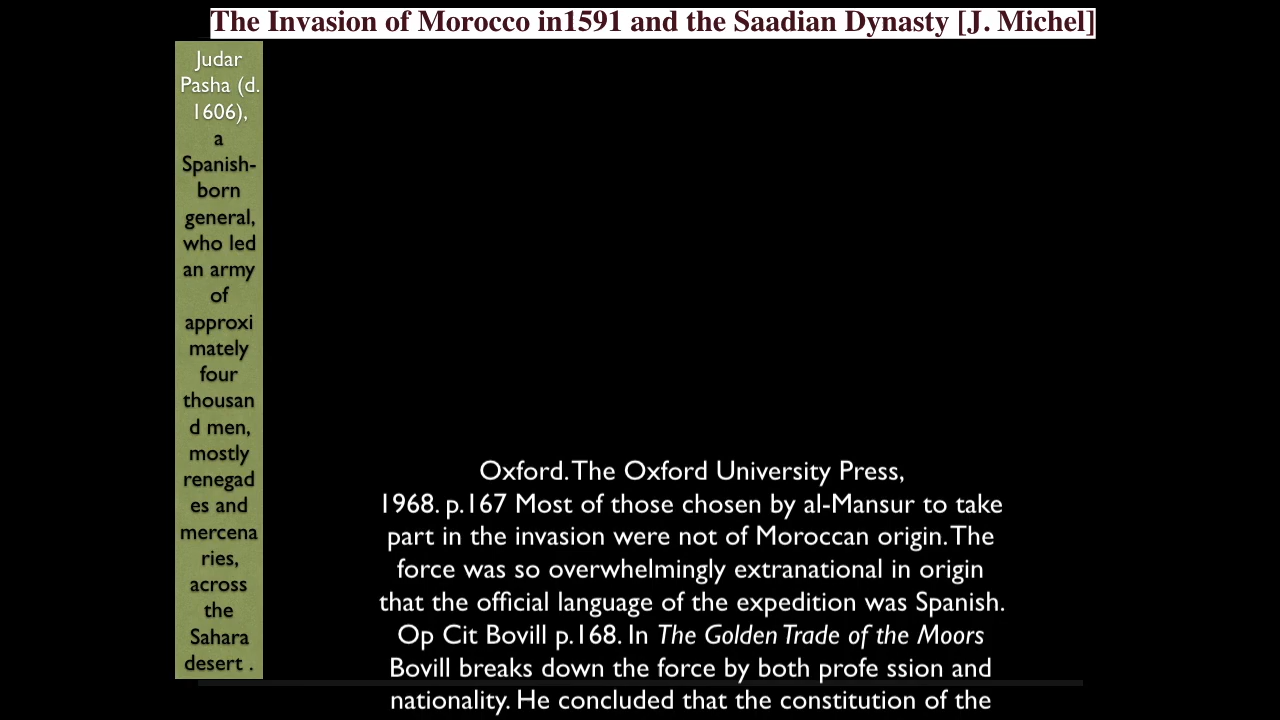 The Invasion of Morocco in1591 and the Saadian Dynasty [J. Michel]
Judar
Pasha (d.
1606),
a
Spanish-
born
general,
who led
an army
of
approxi
mately
four
thousan
d men,
mostly
renegad
es and
mercena
ries,
across
the
Sahara
desert .
Oxford. The Oxford University Press,
1968. p.167 Most of those chosen by al-Mansur to take
part in the invasion were not of Moroccan origin. The
force was so overwhelmingly extranational in origin
that the official language of the expedition was Spanish.
Op Cit Bovill p.168. In The Golden Trade of the Moors
Bovill breaks down the force by both profe ssion and
nationality. He concluded that the constitution of the